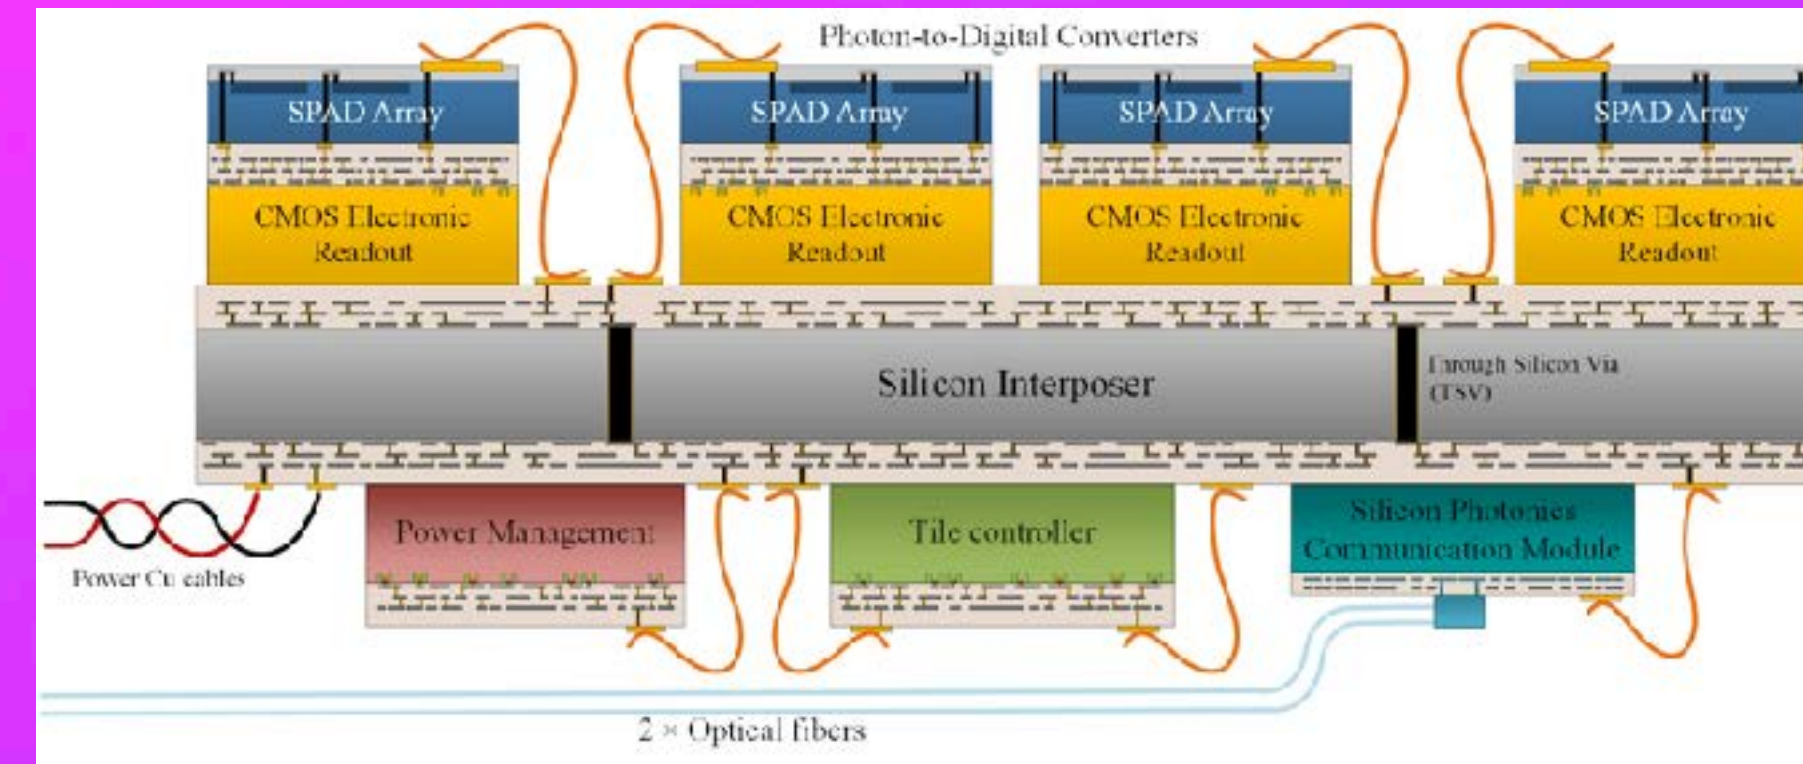 Photon-to-Digital Converters
SPAD Array
SPAD Array
SPAD Array
SPAD Array
CMOS Electronic
Readout
CMOS Electronic
Readout
CMOS Electronic
Readout
CMOS Electronic
Readout
Silicon Interposer
Through Silicon Via
(TSV)
Power Management
Tile controller
Silicon Photonics
Communication Module
Power Cu cables
2 × Optical fibers